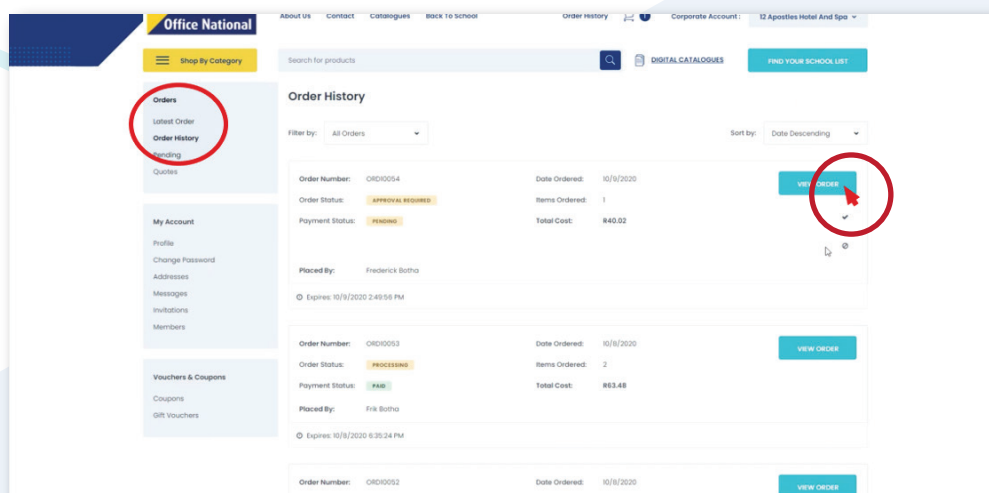 Office National
About Us Contact Catalogues Back To School Order History 1 Corporate Account: 12 Apostles Hotel And Spa
Shop By Category
Search for products
DIGITAL CATALOGUES
FIND YOUR SCHOOL LIST
Orders
Latest Order
Order History
Pending
Quotes
My Account
Profile
Change Password
Addresses
Messages
Invitations
Members
Vouchers & Coupons
Coupons
Gift Vouchers
Order History
Filter by: All Orders
Sort by: Date Descending
Order Number: ORD10054 Date Ordered: 10/9/2020
VIEW ORDER
Order Status: APPROVAL REQUIRED Items Ordered: 1
Payment Status: PENDING Total Cost: R40.02
Placed By: Frederick Botha
Expires: 10/9/2020 2:49:56 PM
Order Number: ORD10053 Date Ordered: 10/8/2020
VIEW ORDER
Order Status: PROCESSING Items Ordered: 2
Payment Status: PAID Total Cost: R63.48
Placed By: Frik Botha
Expires: 10/8/2020 6:35:24 PM
Order Number: ORD10052 Date Ordered: 10/8/2020
VIEW ORDER